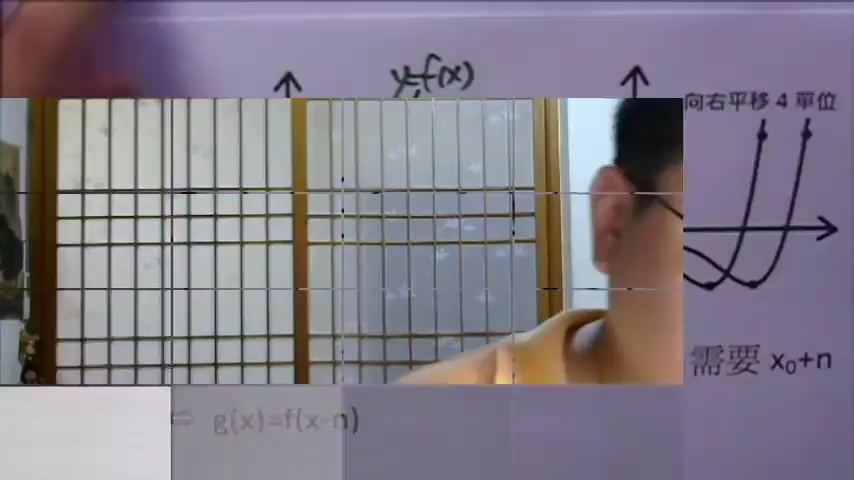 y=f(x)
向右平移 4 單位
需要 x₀+n
⇨ g(x)=f(x-n)